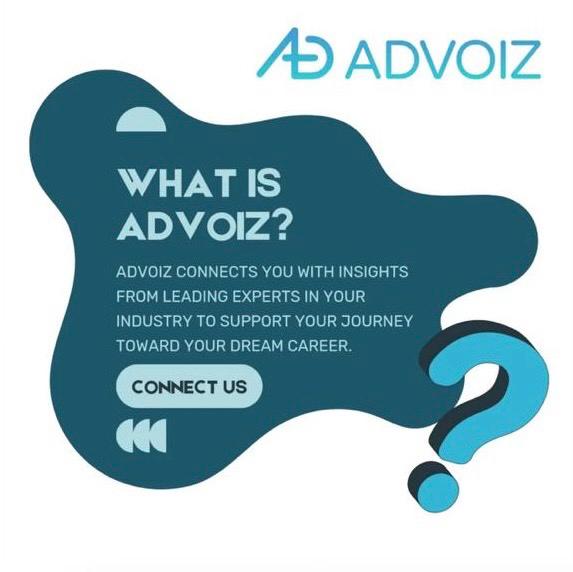 ADVOIZ
WHAT IS
ADVOIZ?
ADVOIZ CONNECTS YOU WITH INSIGHTS
FROM LEADING EXPERTS IN YOUR
INDUSTRY TO SUPPORT YOUR JOURNEY
TOWARD YOUR DREAM CAREER.
CONNECT US